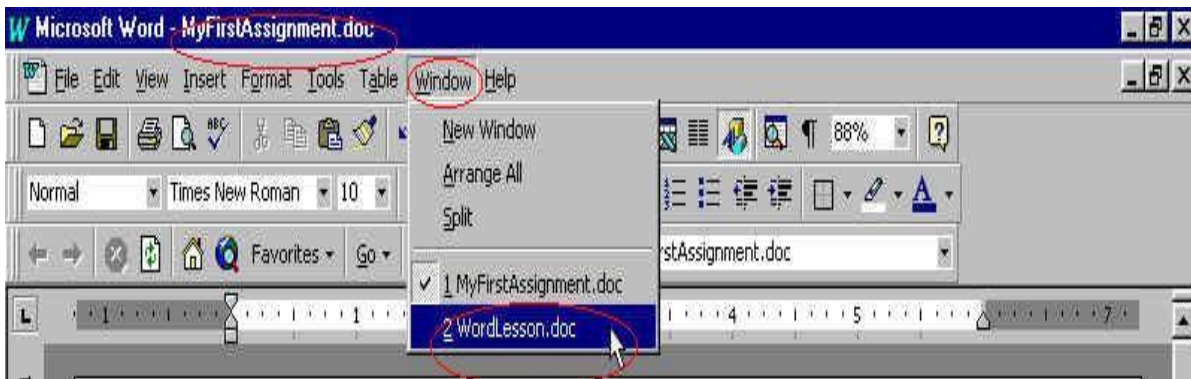 Microsoft Word - MyFirstAssignment.doc
File Edit View Insert Format Tools Table Window Help
ABC
88%
Normal Times New Roman 10
Favorites Go
stAssignment.doc
New Window
Arrange All
Split
1 MyFirstAssignment.doc
2 WordLesson.doc
1 1 4 5 7